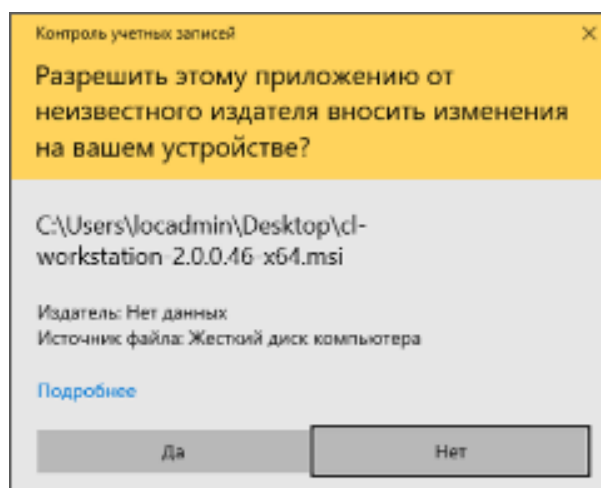 Контроль учетных записей
Разрешить этому приложению от
неизвестного издателя вносить изменения
на вашем устройстве?
C:\Users\locadmin\Desktop\cl-
workstation-2.0.0.46-x64.msi
Издатель: Нет данных
Источник файла: Жесткий диск компьютера
Подробнее
Да
Нет